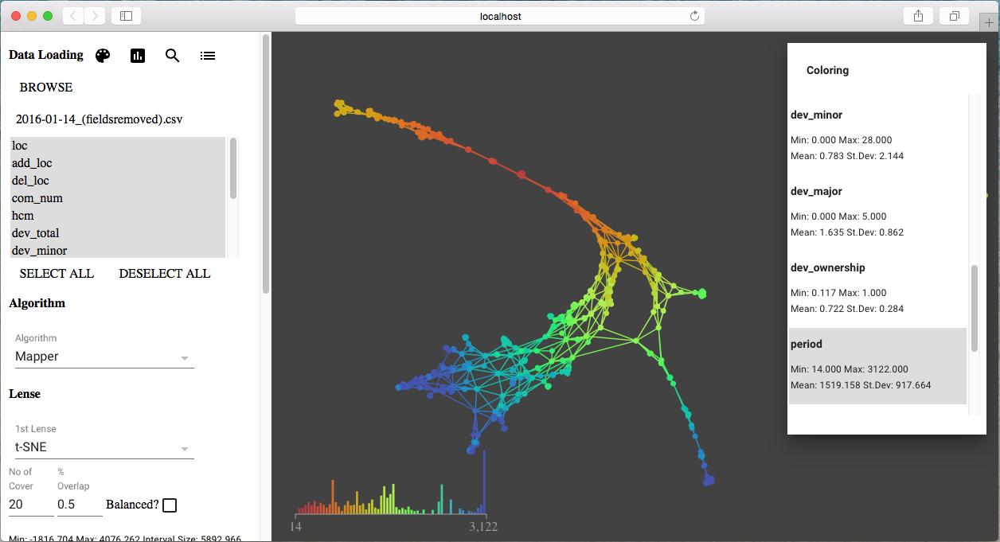 localhost
Data Loading
BROWSE
2016-01-14_(fieldsremoved).csv
loc
add_loc
del_loc
com_num
hcm
dev_total
dev_minor
SELECT ALL DESELECT ALL
Algorithm
Algorithm
Mapper
Lense
1st Lense
t-SNE
No of Cover
% Overlap
20
0.5
Balanced?
Min: -1816.704 Max: 4076.262 Interval Size: 5892.966
14
3,122
Coloring
dev_minor
Min: 0.000 Max: 28.000
Mean: 0.783 St.Dev: 2.144
dev_major
Min: 0.000 Max: 5.000
Mean: 1.635 St.Dev: 0.862
dev_ownership
Min: 0.117 Max: 1.000
Mean: 0.722 St.Dev: 0.284
period
Min: 14.000 Max: 3122.000
Mean: 1519.158 St.Dev: 917.664